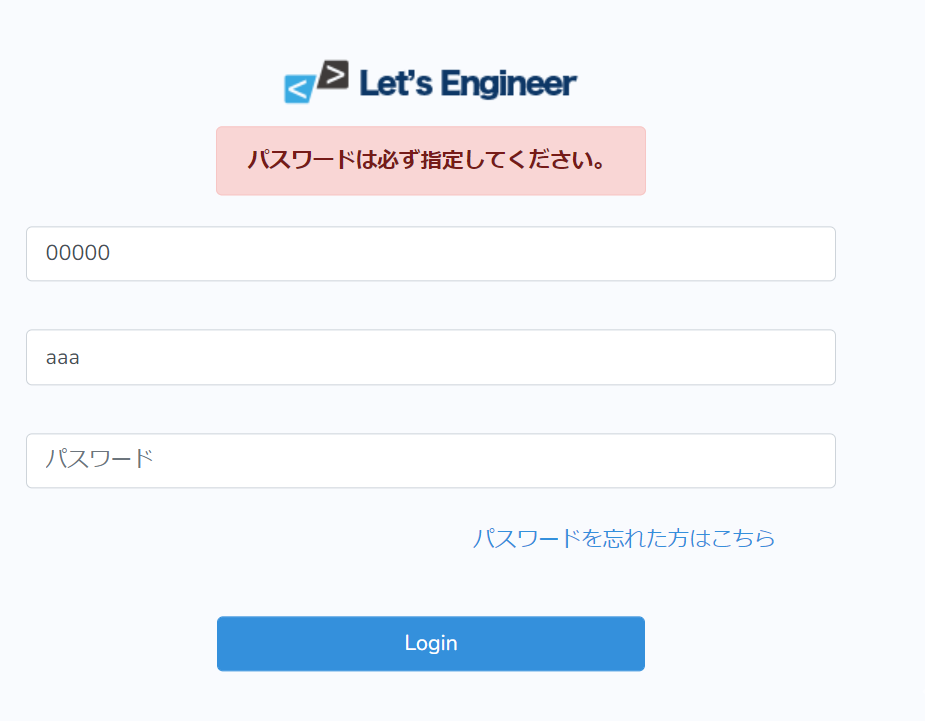 <> Let's Engineer
パスワードは必ず指定してください。
00000
aaa
パスワード
パスワードを忘れた方はこちら
Login